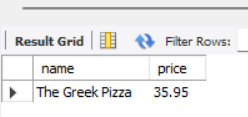 Result Grid Filter Rows:
name price
The Greek Pizza 35.95